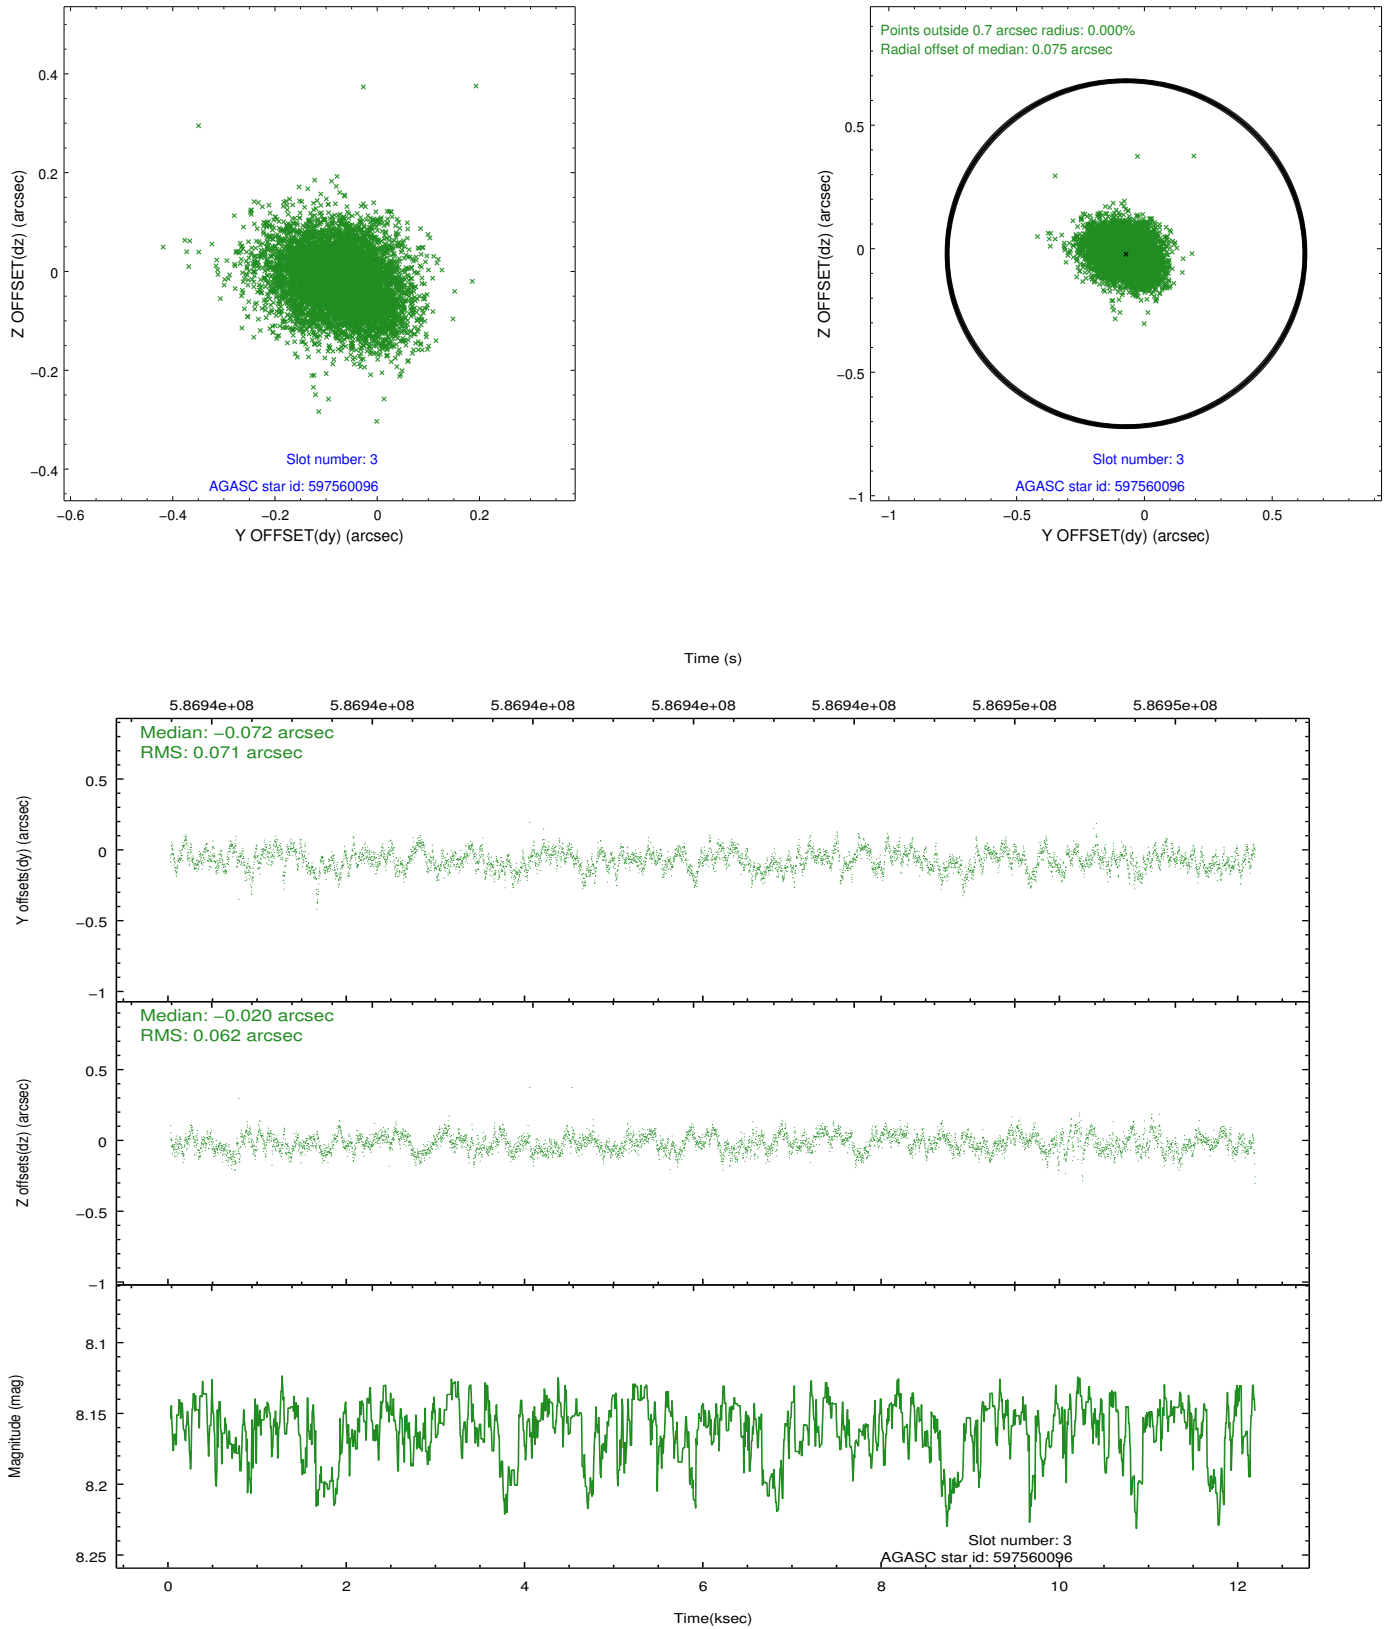 0.4
0.2
0
−0.2
−0.4
Z OFFSET(dz) (arcsec)
Slot number: 3
AGASC star id: 597560096
−0.6
−0.4
−0.2
0
0.2
Y OFFSET(dy) (arcsec)
Points outside 0.7 arcsec radius: 0.000%
Radial offset of median: 0.075 arcsec
0.5
0
−0.5
−1
Z OFFSET(dz) (arcsec)
Slot number: 3
AGASC star id: 597560096
−1
−0.5
0
0.5
Y OFFSET(dy) (arcsec)
Time (s)
5.8694e+08
5.8694e+08
5.8694e+08
5.8694e+08
5.8694e+08
5.8695e+08
5.8695e+08
Median: −0.072 arcsec
RMS: 0.071 arcsec
0.5
0
−0.5
−1
Y offsets(dy) (arcsec)
Median: −0.020 arcsec
RMS: 0.062 arcsec
0.5
0
−0.5
−1
Z offsets(dz) (arcsec)
8.1
8.15
8.2
8.25
Magnitude (mag)
Slot number: 3
AGASC star id: 597560096
0
2
4
6
8
10
12
Time(ksec)